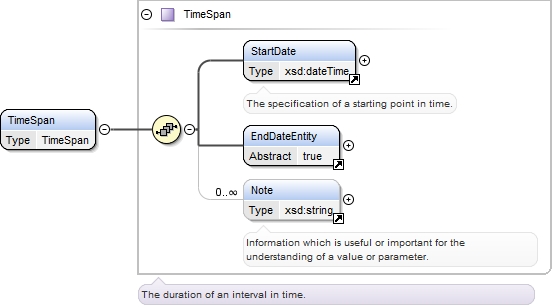 TimeSpan
StartDate
Type xsd:dateTime
The specification of a starting point in time.
TimeSpan
Type TimeSpan
EndDateEntity
Abstract true
0..∞
Note
Type xsd:string
Information which is useful or important for the
understanding of a value or parameter.
The duration of an interval in time.